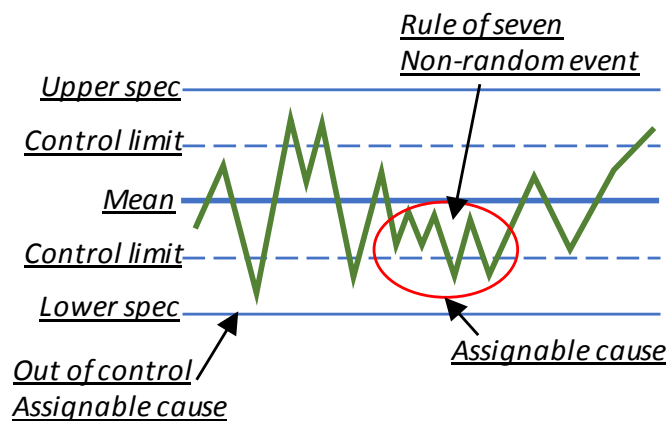 Rule of seven
Non-random event
Upper spec
Control limit
Mean
Control limit
Lower spec
Assignable cause
Out of control
Assignable cause